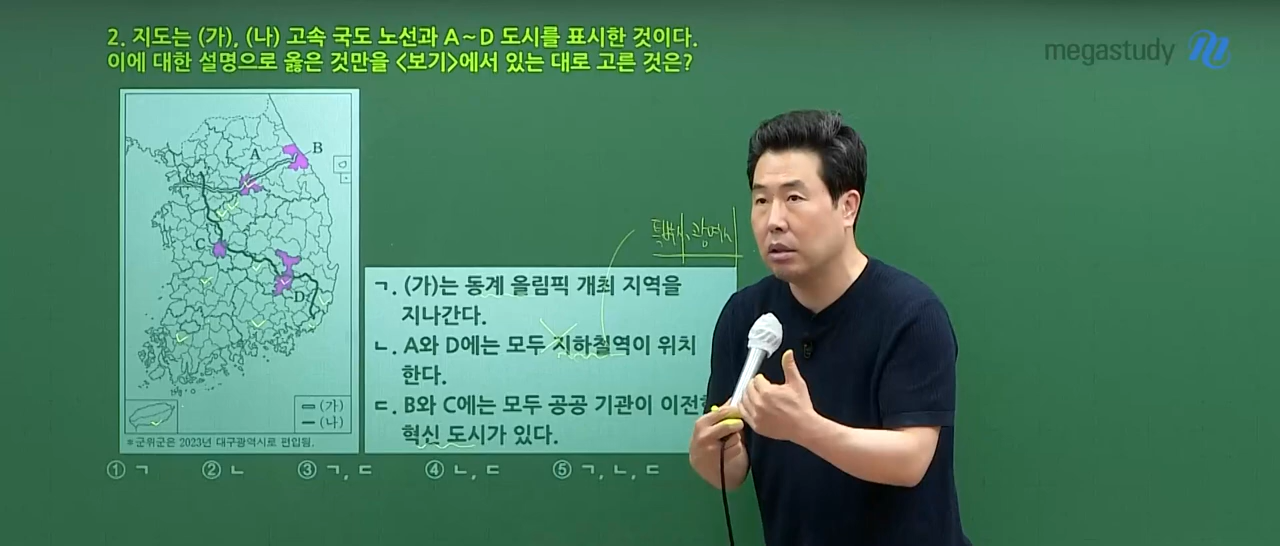 2. 지도는 (가), (나) 고속 국도 노선과 A~D 도시를 표시한 것이다.
이에 대한 설명으로 옳은 것만을 <보기>에서 있는 대로 고른 것은?
megastudy
A
B
C
D
(가)
(나)
※군위군은 2023년 대구광역시로 편입됨.
특별시, 광역시
ㄱ. (가)는 동계 올림픽 개최 지역을
지나간다.
ㄴ. A와 D에는 모두 지하철역이 위치
한다.
ㄷ. B와 C에는 모두 공공 기관이 이전
혁신 도시가 있다.
① ㄱ ② ㄴ ③ ㄱ, ㄷ ④ ㄴ, ㄷ ⑤ ㄱ, ㄴ, ㄷ